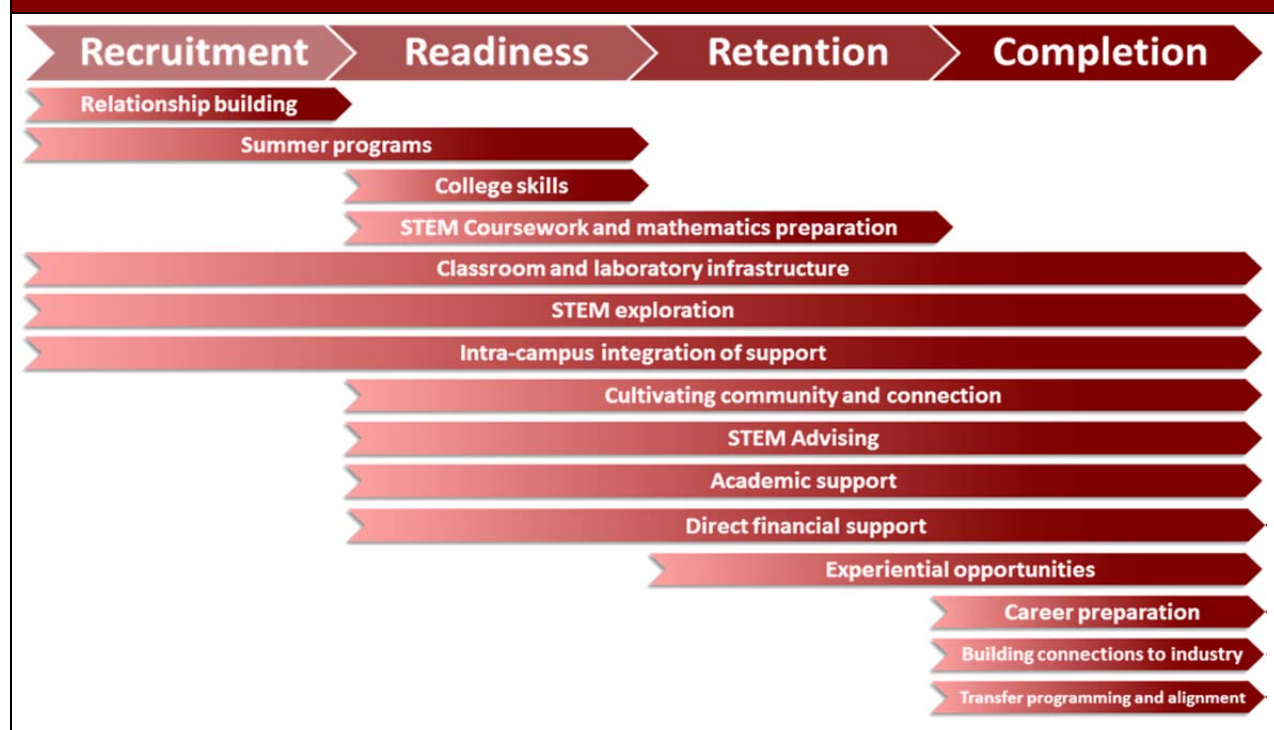 Recruitment Readiness Retention Completion
Relationship building
Summer programs
College skills
STEM Coursework and mathematics preparation
Classroom and laboratory infrastructure
STEM exploration
Intra-campus integration of support
Cultivating community and connection
STEM Advising
Academic support
Direct financial support
Experiential opportunities
Career preparation
Building connections to industry
Transfer programming and alignment